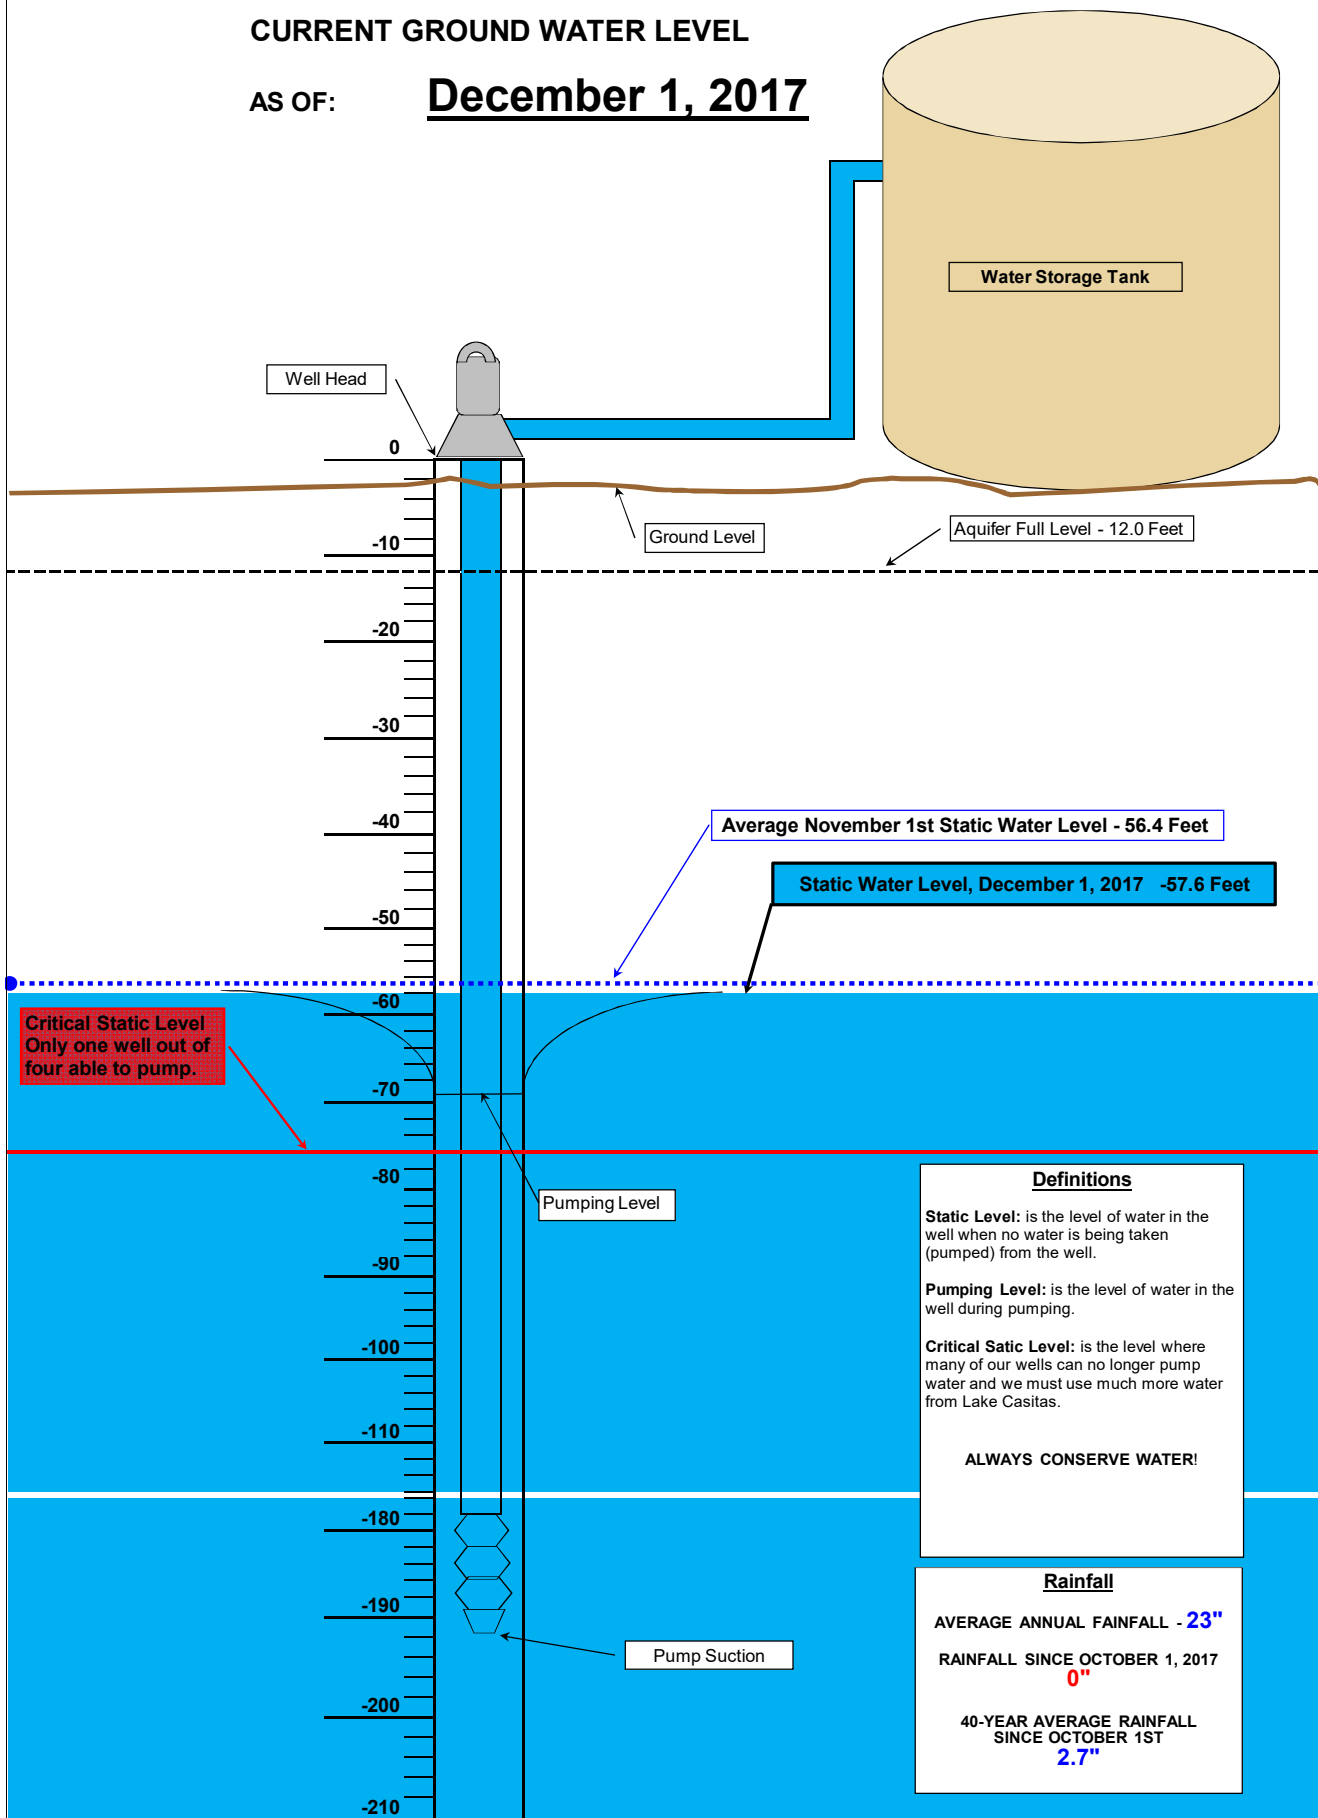 CURRENT GROUND WATER LEVEL
AS OF: December 1, 2017
Water Storage Tank
Well Head
0
Ground Level
Aquifer Full Level - 12.0 Feet
-10
-20
-30
-40
Average November 1st Static Water Level - 56.4 Feet
Static Water Level, December 1, 2017 -57.6 Feet
-50
-60
Critical Static Level
Only one well out of
four able to pump.
-70
-80
Pumping Level
-90
-100
-110
-180
-190
Pump Suction
-200
-210
Definitions
Static Level: is the level of water in the
well when no water is being taken
(pumped) from the well.
Pumping Level: is the level of water in the
well during pumping.
Critical Satic Level: is the level where
many of our wells can no longer pump
water and we must use much more water
from Lake Casitas.
ALWAYS CONSERVE WATER!
Rainfall
AVERAGE ANNUAL FAINFALL - 23"
RAINFALL SINCE OCTOBER 1, 2017
0"
40-YEAR AVERAGE RAINFALL
SINCE OCTOBER 1ST
2.7"